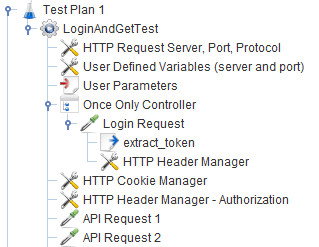 Test Plan 1
LoginAndGetTest
HTTP Request Server, Port, Protocol
User Defined Variables (server and port)
User Parameters
Once Only Controller
Login Request
extract_token
HTTP Header Manager
HTTP Cookie Manager
HTTP Header Manager - Authorization
API Request 1
API Request 2